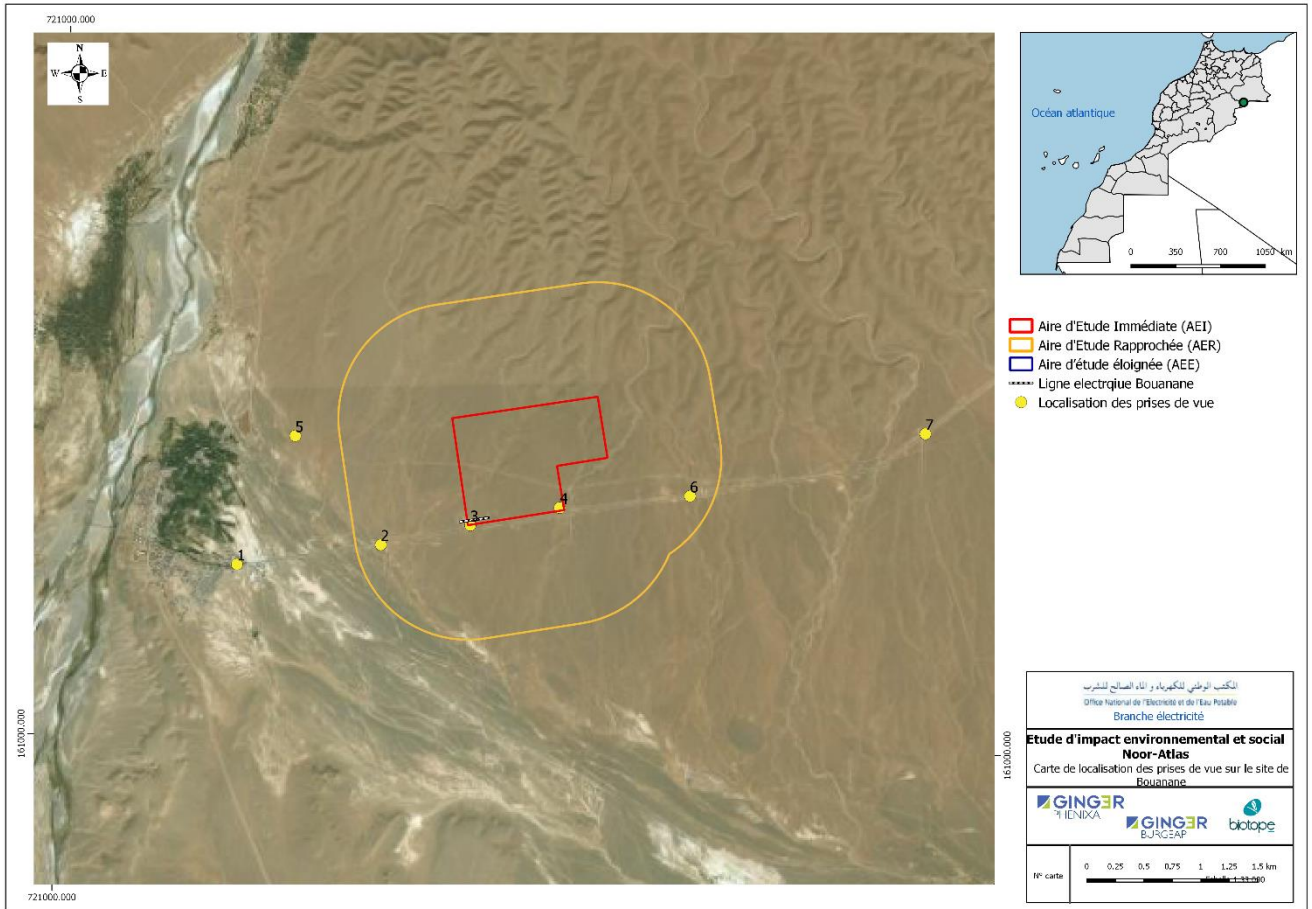 721000.000
N
W E
S
5
7
6
4
3
2
1
161000.000
161000.000
721000.000
Océan atlantique
0 350 700 1050 km
Aire d'Etude Immédiate (AEI)
Aire d'Etude Rapprochée (AER)
Aire d'étude éloignée (AEE)
Ligne electrqiue Bouanane
Localisation des prises de vue
المكتب الوطني للكهرباء و الماء الصالح للشرب
Office National de l'Electricité et de l'Eau Potable
Branche électricité
Etude d'impact environnemental et social
Noor-Atlas
Carte de localisation des prises de vue sur le site de
Bouanane
GINGER
PHENIXA
GINGER
BURGEAP
biotope
N° carte
0 0.25 0.5 0.75 1 1.25 1.5 km
1:33 000